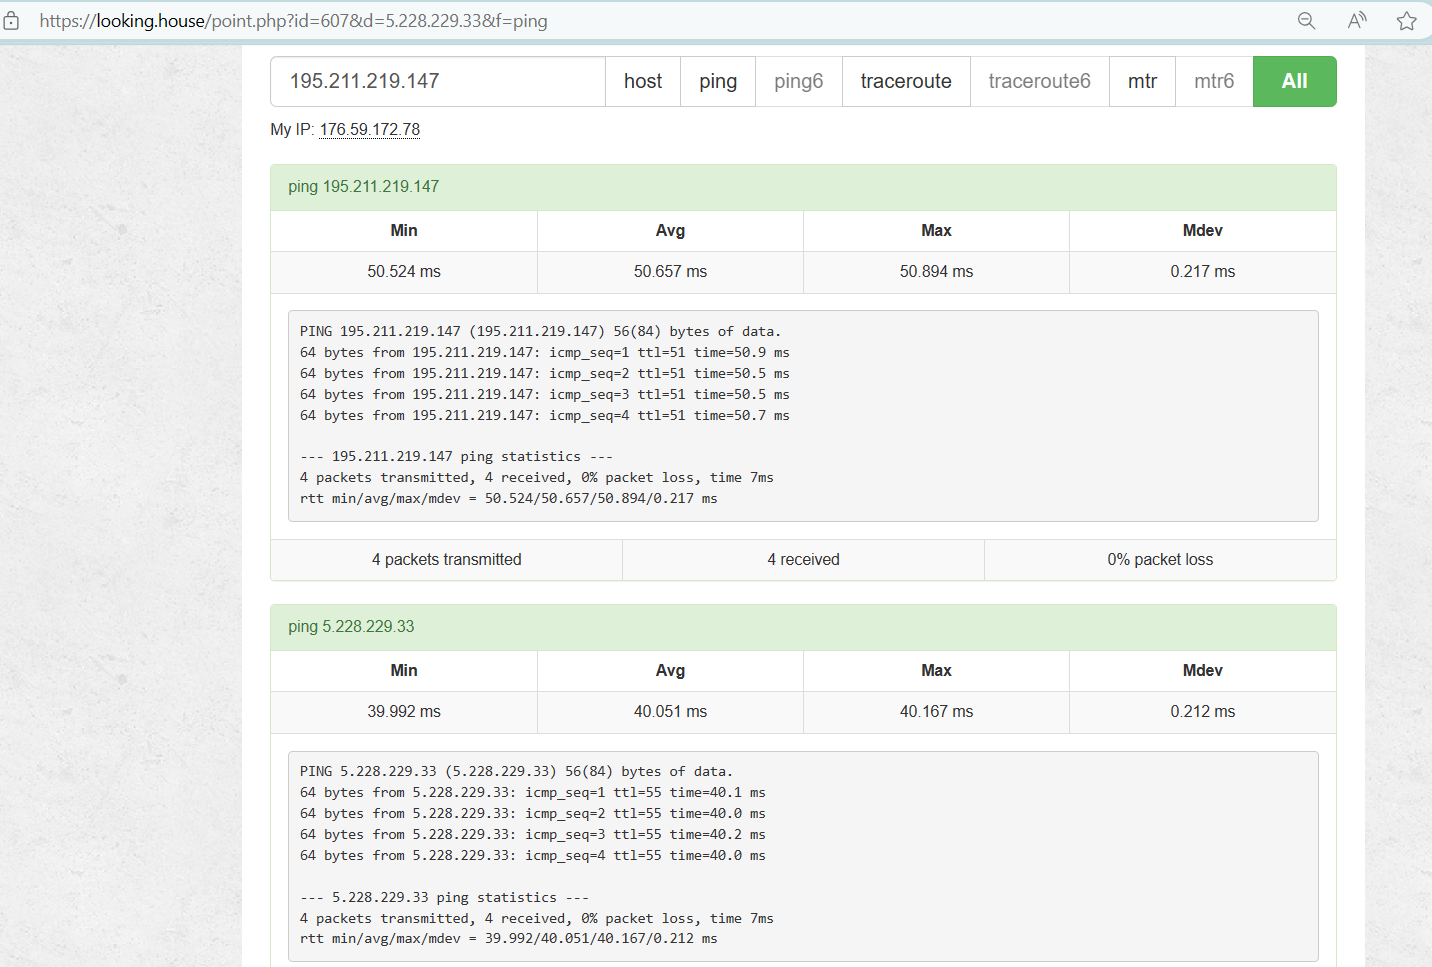 https://looking.house/point.php?id=607&d=5.228.229.33&f=ping
195.211.219.147 host ping ping6 traceroute traceroute6 mtr mtr6 All
My IP: 176.59.172.78
ping 195.211.219.147
Min Avg Max Mdev
50.524 ms 50.657 ms 50.894 ms 0.217 ms
PING 195.211.219.147 (195.211.219.147) 56(84) bytes of data.
64 bytes from 195.211.219.147: icmp_seq=1 ttl=51 time=50.9 ms
64 bytes from 195.211.219.147: icmp_seq=2 ttl=51 time=50.5 ms
64 bytes from 195.211.219.147: icmp_seq=3 ttl=51 time=50.5 ms
64 bytes from 195.211.219.147: icmp_seq=4 ttl=51 time=50.7 ms
--- 195.211.219.147 ping statistics ---
4 packets transmitted, 4 received, 0% packet loss, time 7ms
rtt min/avg/max/mdev = 50.524/50.657/50.894/0.217 ms
4 packets transmitted 4 received 0% packet loss
ping 5.228.229.33
Min Avg Max Mdev
39.992 ms 40.051 ms 40.167 ms 0.212 ms
PING 5.228.229.33 (5.228.229.33) 56(84) bytes of data.
64 bytes from 5.228.229.33: icmp_seq=1 ttl=55 time=40.1 ms
64 bytes from 5.228.229.33: icmp_seq=2 ttl=55 time=40.0 ms
64 bytes from 5.228.229.33: icmp_seq=3 ttl=55 time=40.2 ms
64 bytes from 5.228.229.33: icmp_seq=4 ttl=55 time=40.0 ms
--- 5.228.229.33 ping statistics ---
4 packets transmitted, 4 received, 0% packet loss, time 7ms
rtt min/avg/max/mdev = 39.992/40.051/40.167/0.212 ms